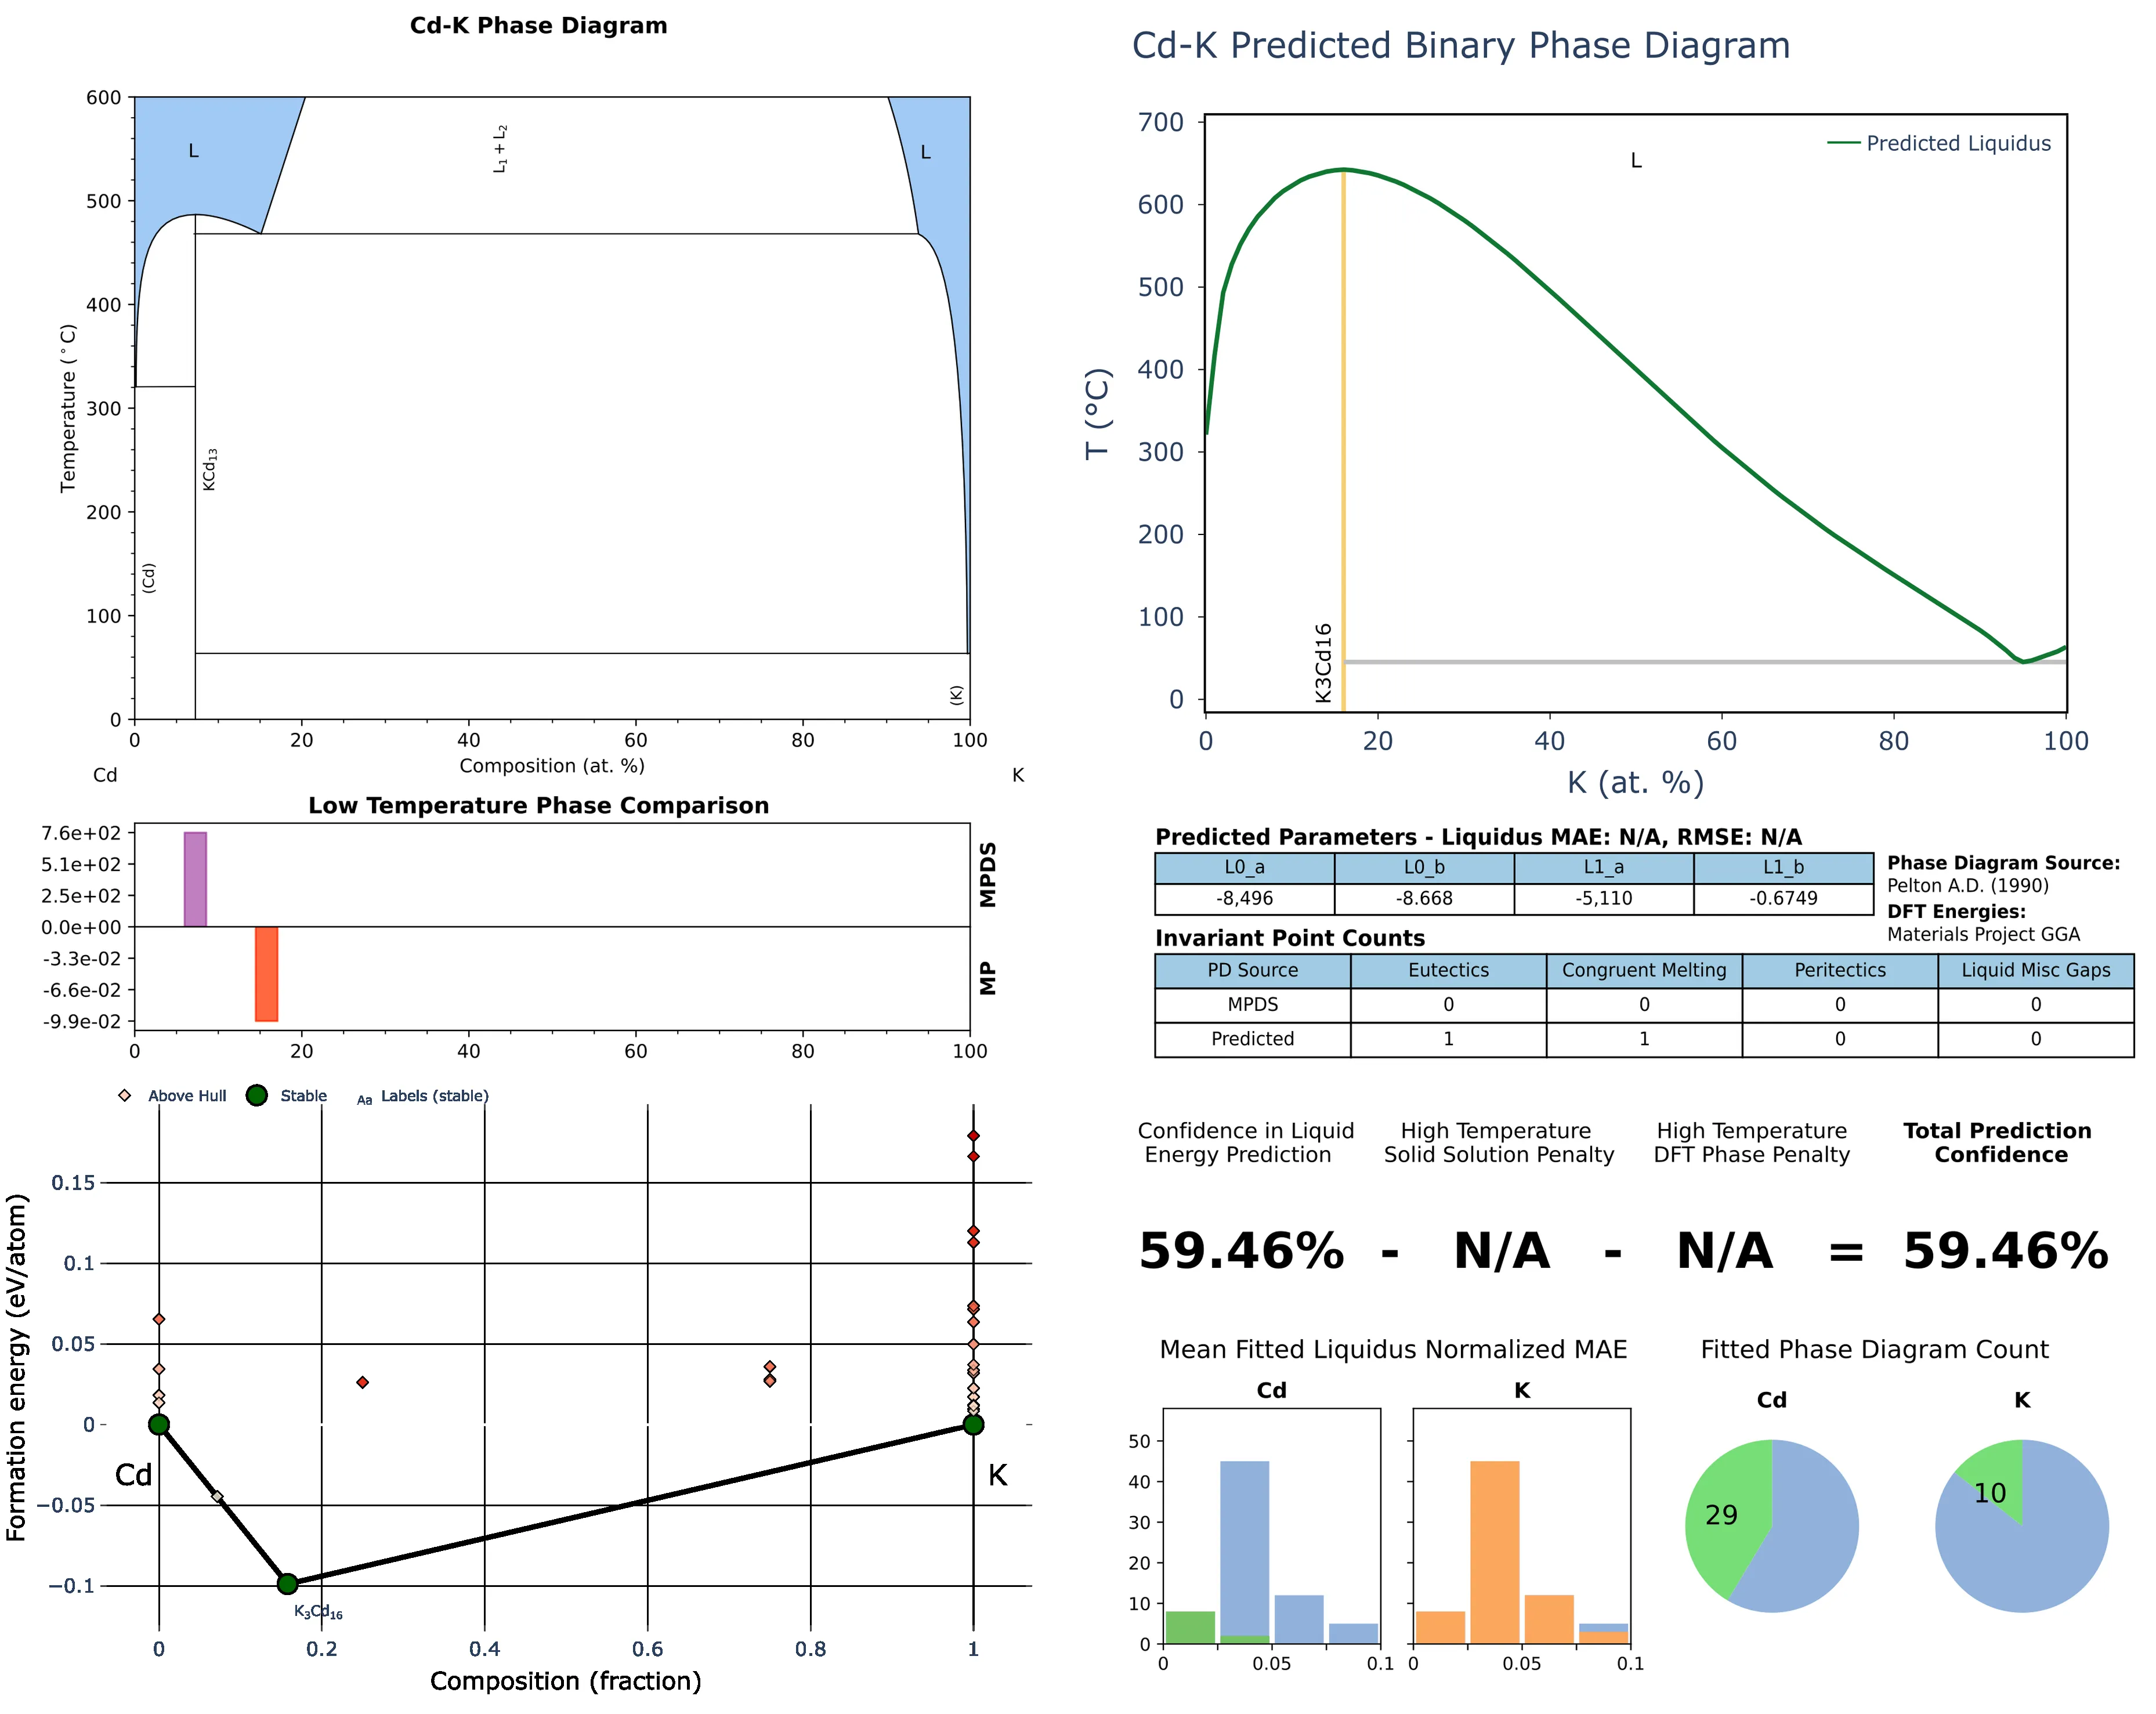 Cd-K Phase Diagram
600
500
400
300
200
100
0
Temperature (°C)
L
L₁ + L₂
L
KCd₁₃
(Cd)
(K)
0 20 40 60 80 100
Composition (at. %)
Cd K
Low Temperature Phase Comparison
7.6e+02
5.1e+02
2.5e+02
0.0e+00
-3.3e-02
-6.6e-02
-9.9e-02
MPDS
MP
0 20 40 60 80 100
Above Hull Stable Aa Labels (stable)
0.15
0.1
0.05
0
−0.05
−0.1
Formation energy (eV/atom)
Cd
K
K₃Cd₁₆
0 0.2 0.4 0.6 0.8 1
Composition (fraction)
Cd-K Predicted Binary Phase Diagram
700
600
500
400
300
200
100
0
T (°C)
L
Predicted Liquidus
K3Cd16
0 20 40 60 80 100
K (at. %)
Predicted Parameters - Liquidus MAE: N/A, RMSE: N/A
L0_a L0_b L1_a L1_b
-8,496 -8.668 -5,110 -0.6749
Phase Diagram Source:
Pelton A.D. (1990)
DFT Energies:
Materials Project GGA
Invariant Point Counts
PD Source Eutectics Congruent Melting Peritectics Liquid Misc Gaps
MPDS 0 0 0 0
Predicted 1 1 0 0
Confidence in Liquid
Energy Prediction
High Temperature
Solid Solution Penalty
High Temperature
DFT Phase Penalty
Total Prediction
Confidence
59.46% - N/A - N/A = 59.46%
Mean Fitted Liquidus Normalized MAE
Cd
K
50
40
30
20
10
0
0 0.05 0.1
0 0.05 0.1
Fitted Phase Diagram Count
Cd
K
29
10